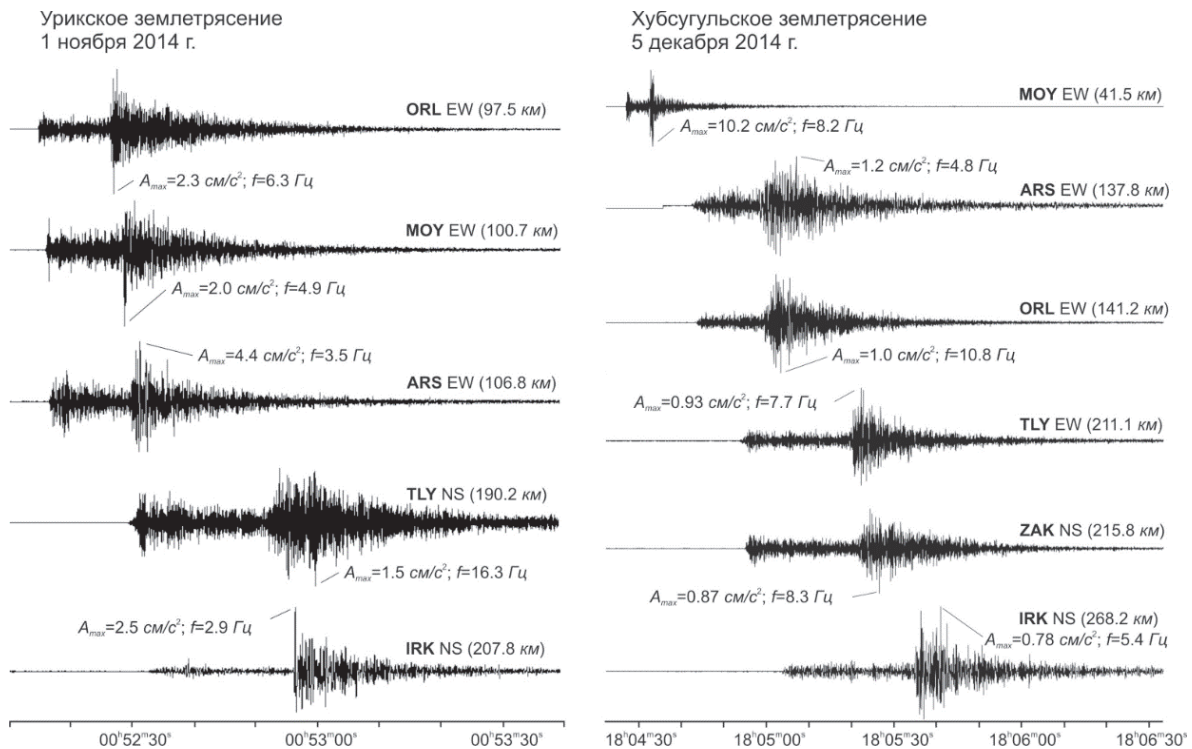 Урикское землетрясение
1 ноября 2014 г.
ORL EW (97.5 км)
Amax=2.3 см/с²; f=6.3 Гц
MOY EW (100.7 км)
Amax=2.0 см/с²; f=4.9 Гц
Amax=4.4 см/с²; f=3.5 Гц
ARS EW (106.8 км)
TLY NS (190.2 км)
Amax=1.5 см/с²; f=16.3 Гц
Amax=2.5 см/с²; f=2.9 Гц
IRK NS (207.8 км)
00ʰ52ᵐ30ˢ 00ʰ53ᵐ00ˢ 00ʰ53ᵐ30ˢ
Хубсугульское землетрясение
5 декабря 2014 г.
MOY EW (41.5 км)
Amax=10.2 см/с²; f=8.2 Гц
Amax=1.2 см/с²; f=4.8 Гц
ARS EW (137.8 км)
ORL EW (141.2 км)
Amax=1.0 см/с²; f=10.8 Гц
Amax=0.93 см/с²; f=7.7 Гц
TLY EW (211.1 км)
ZAK NS (215.8 км)
Amax=0.87 см/с²; f=8.3 Гц
IRK NS (268.2 км)
Amax=0.78 см/с²; f=5.4 Гц
18ʰ04ᵐ30ˢ 18ʰ05ᵐ00ˢ 18ʰ05ᵐ30ˢ 18ʰ06ᵐ00ˢ 18ʰ06ᵐ30ˢ